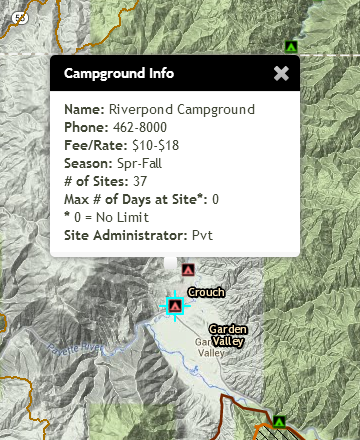 Campground Info
Name: Riverpond Campground
Phone: 462-8000
Fee/Rate: $10-$18
Season: Spr-Fall
# of Sites: 37
Max # of Days at Site*: 0
* 0 = No Limit
Site Administrator: Pvt
Crouch
Garden
Valley
Garden
Valley
Payette River